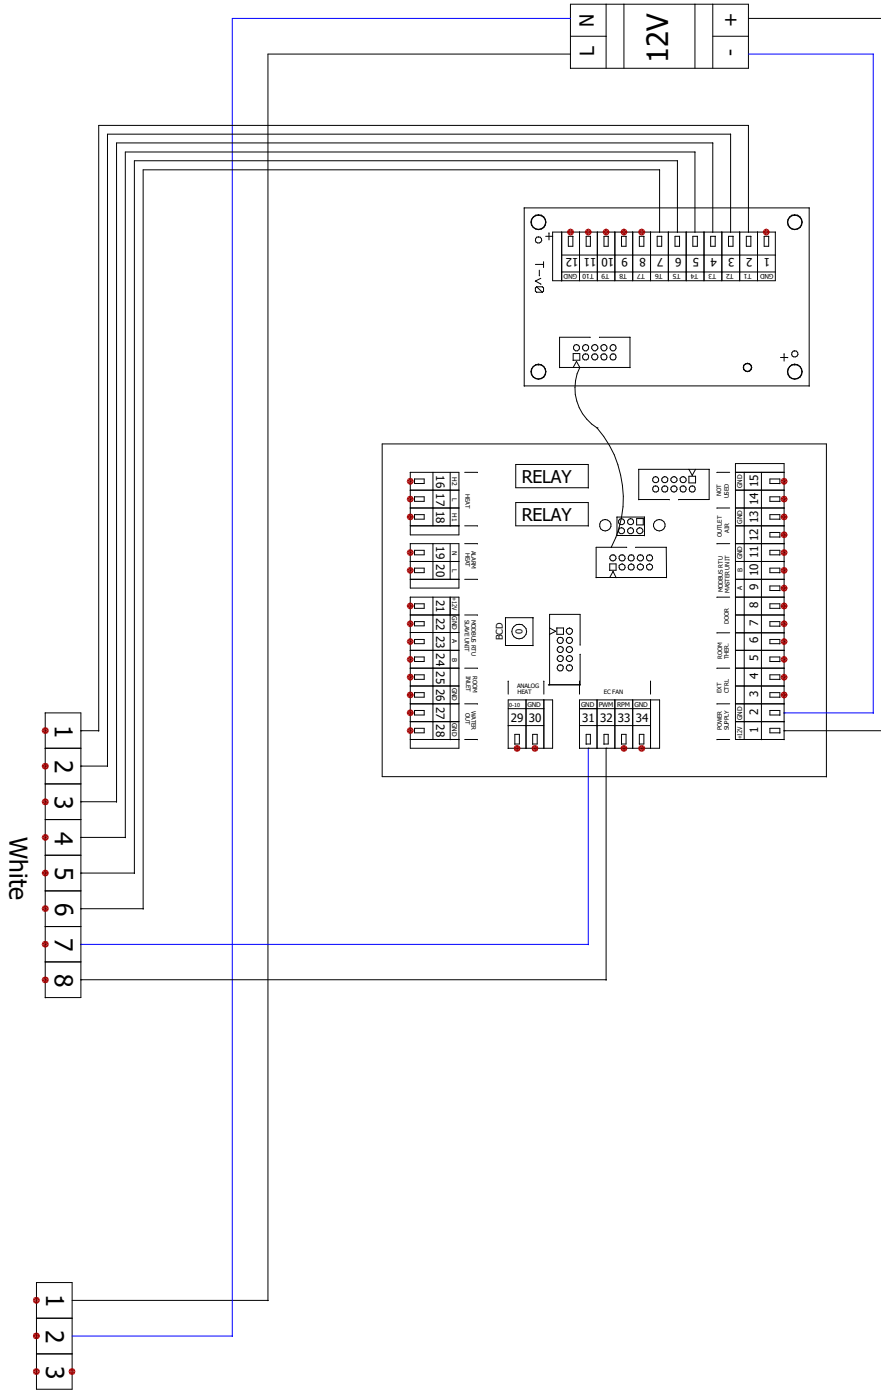 N
L
12V
+
-
12 11 10 9 8 7 6 5 4 3 2 1
GND T10 T9 T8 T7 T6 T5 T4 T3 T2 T1 GND
+
T-v0
+
RELAY
RELAY
16 H2
17 L
18 H1
HEAT
19 N
20 L
ALARM
HEAT
21 +12V
22 GND
23 A
24 B
MODBUS RTU
SLAVE UNIT
25
26 GND
ROOM
INLET
27
28 GND
WATER
OUT
BCD
0
ANALOG
HEAT
0-10 GND
29 30
EC FAN
GND PWM RPM GND
31 32 33 34
NOT
USED
GND 15
14
OUTLET
AIR
GND 13
12
MODBUS RTU
MASTER UNIT
GND 11
B 10
A 9
DOOR
8
7
ROOM
THER.
6
5
EXT
CTRL
4
3
POWER
SUPPLY
GND 2
+12V 1
1
2
3
4
5
6
7
8
White
1
2
3